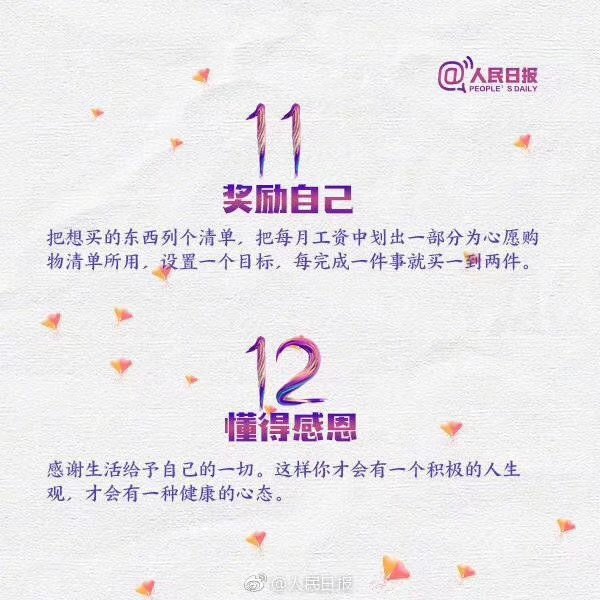 @人民日报
PEOPLE'S DAILY
11
奖励自己
把想买的东西列个清单，把每月工资中划出一部分为心愿购
物清单所用，设置一个目标，每完成一件事就买一到两件。
12
懂得感恩
感谢生活给予自己的一切。这样你才会有一个积极的人生
观，才会有一种健康的心态。
@人民日报